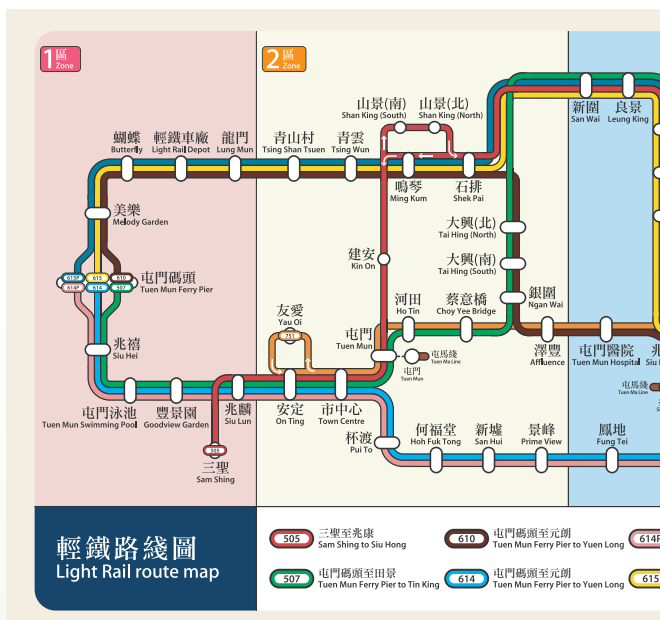 1 區
Zone
2 區
Zone
山景(南)
Shan King (South)
山景(北)
Shan King (North)
新圍
San Wai
良景
Leung King
蝴蝶
Butterfly
輕鐵車廠
Light Rail Depot
龍門
Lung Mun
青山村
Tsing Shan Tsuen
青雲
Tsing Wun
鳴琴
Ming Kum
石排
Shek Pai
美樂
Melody Garden
大興(北)
Tai Hing (North)
建安
Kin On
大興(南)
Tai Hing (South)
615P
615
610
614P
614
507
屯門碼頭
Tuen Mun Ferry Pier
友愛
Yau Oi
751
河田
Ho Tin
蔡意橋
Choy Yee Bridge
銀圍
Ngan Wai
屯門
Tuen Mun
屯馬綫
Tuen Ma Line
屯門
Tuen Mun
兆禧
Siu Hei
澤豐
Affluence
屯門醫院
Tuen Mun Hospital
兆
Siu
屯馬綫
Tuen Ma Line
屯門泳池
Tuen Mun Swimming Pool
豐景園
Goodview Garden
兆麟
Siu Lun
安定
On Ting
市中心
Town Centre
杯渡
Pui To
何福堂
Hoh Fuk Tong
新墟
San Hui
景峰
Prime View
鳳地
Fung Tei
505
三聖
Sam Shing
輕鐵路綫圖
Light Rail route map
505
三聖至兆康
Sam Shing to Siu Hong
610
屯門碼頭至元朗
Tuen Mun Ferry Pier to Yuen Long
614P
507
屯門碼頭至田景
Tuen Mun Ferry Pier to Tin King
614
屯門碼頭至元朗
Tuen Mun Ferry Pier to Yuen Long
615